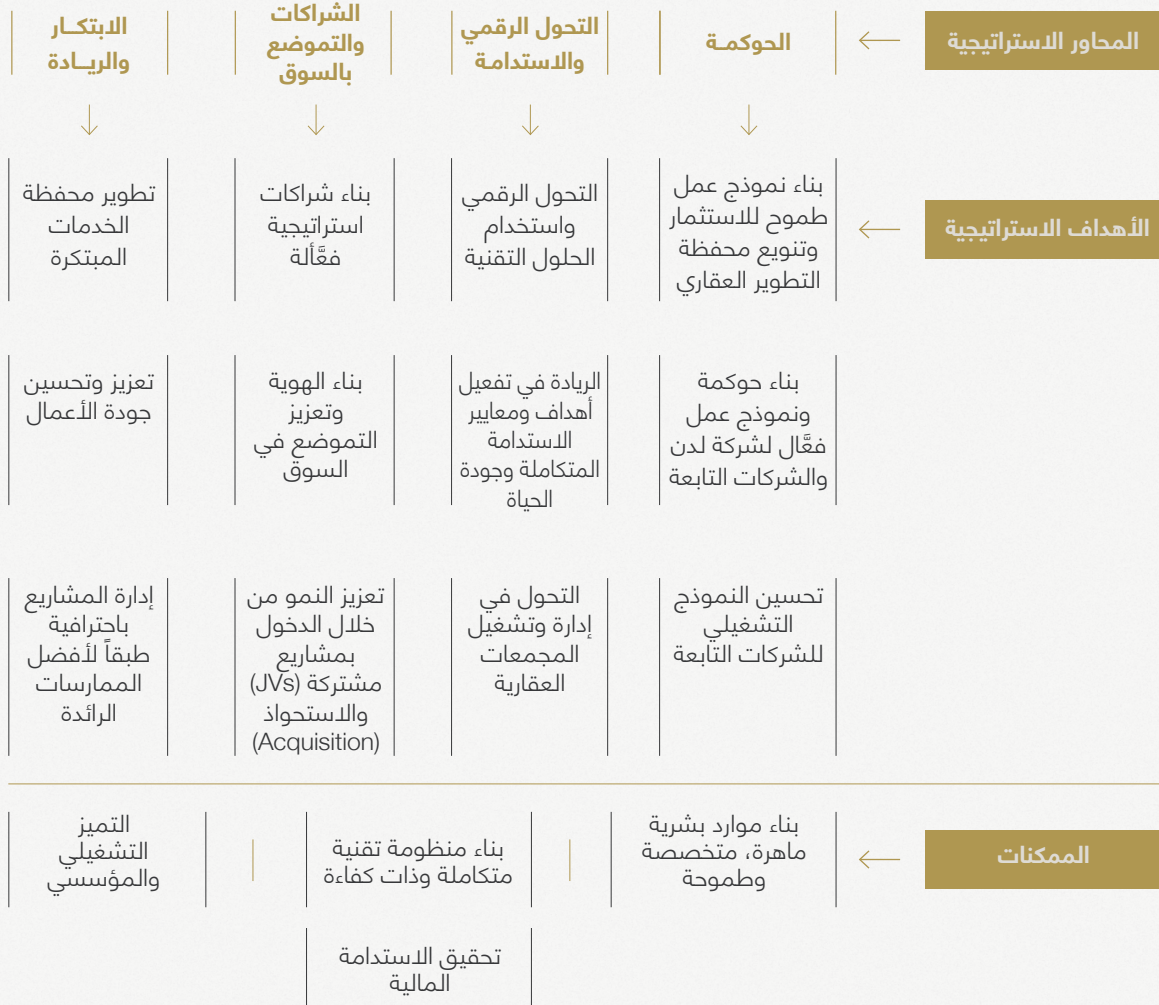 المحاور الاستراتيجية
الحوكمـة
التحول الرقمي
والاستدامـة
الشراكات
والتموضع
بالسوق
الابتكــار
والريــادة
الأهداف الاستراتيجية
بناء نموذج عمل
طموح للاستثمار
وتنويع محفظة
التطوير العقاري
التحول الرقمي
واستخدام
الحلول التقنية
بناء شراكات
استراتيجية
فعَّألة
تطوير محفظة
الخدمات
المبتكرة
بناء حوكمة
ونموذج عمل
فعَّال لشركة لدن
والشركات التابعة
الريادة في تفعيل
أهداف ومعايير
الاستدامة
المتكاملة وجودة
الحياة
بناء الهوية
وتعزيز
التموضع في
السوق
تعزيز وتحسين
جودة الأعمال
تحسين النموذج
التشغيلي
للشركات التابعة
التحول في
إدارة وتشغيل
المجمعات
العقارية
تعزيز النمو من
خلال الدخول
بمشاريع
مشتركة (JVs)
والاستحواذ
(Acquisition)
إدارة المشاريع
باحترافية
طبقاً لأفضل
الممارسات
الرائدة
الممكنات
بناء موارد بشرية
ماهرة، متخصصة
وطموحة
بناء منظومة تقنية
متكاملة وذات كفاءة
التميز
التشغيلي
والمؤسسي
تحقيق الاستدامة
المالية